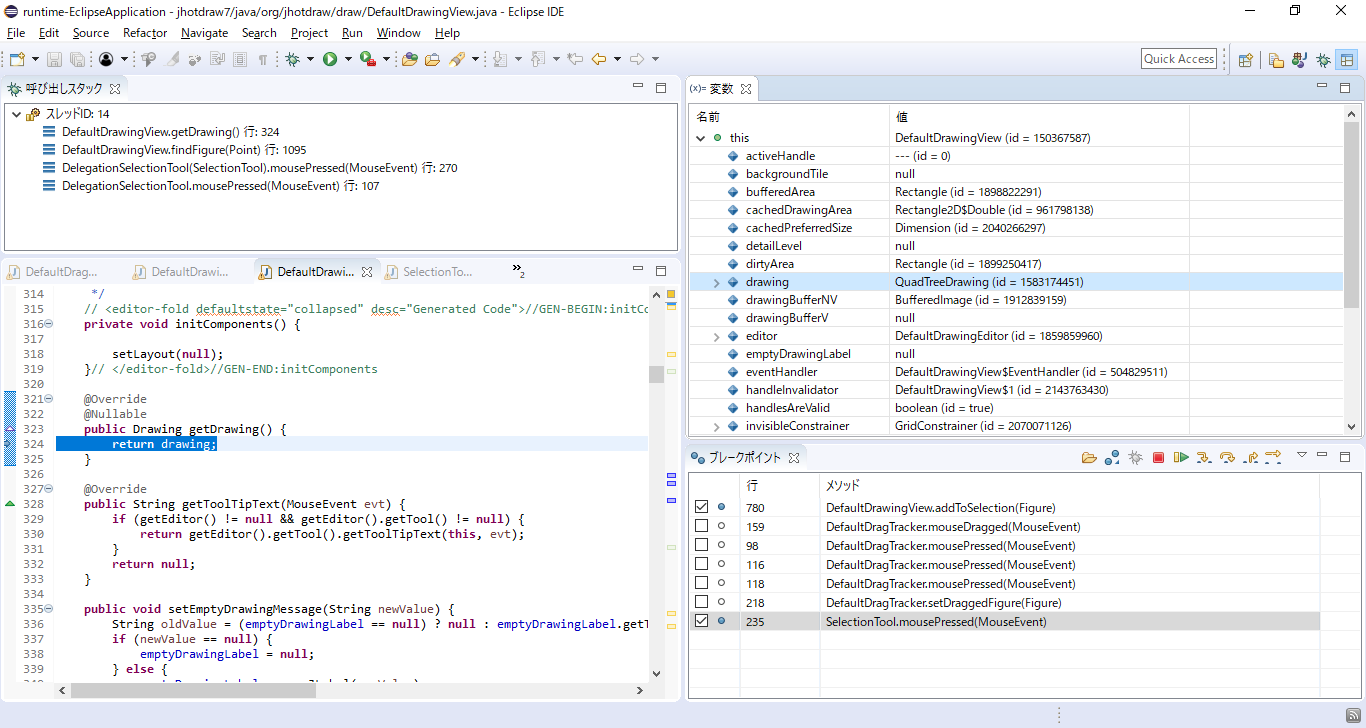 runtime-EclipseApplication - jhotdraw7/java/org/jhotdraw/draw/DefaultDrawingView.java - Eclipse IDE
File Edit Source Refactor Navigate Search Project Run Window Help
Quick Access
呼び出しスタック
スレッドID: 14
DefaultDrawingView.getDrawing() 行: 324
DefaultDrawingView.findFigure(Point) 行: 1095
DelegationSelectionTool(SelectionTool).mousePressed(MouseEvent) 行: 270
DelegationSelectionTool.mousePressed(MouseEvent) 行: 107
DefaultDrag... DefaultDrawi... DefaultDrawi... SelectionTo... »2
314 */
315 // <editor-fold defaultstate="collapsed" desc="Generated Code">//GEN-BEGIN:initCo
316 private void initComponents() {
317
318 setLayout(null);
319 }// </editor-fold>//GEN-END:initComponents
320
321 @Override
322 @Nullable
323 public Drawing getDrawing() {
324 return drawing;
325 }
326
327 @Override
328 public String getToolTipText(MouseEvent evt) {
329 if (getEditor() != null && getEditor().getTool() != null) {
330 return getEditor().getTool().getToolTipText(this, evt);
331 }
332 return null;
333 }
334
335 public void setEmptyDrawingMessage(String newValue) {
336 String oldValue = (emptyDrawingLabel == null) ? null : emptyDrawingLabel.getT
337 if (newValue == null) {
338 emptyDrawingLabel = null;
339 } else {
(x)= 変数
名前 値
this DefaultDrawingView (id = 150367587)
activeHandle --- (id = 0)
backgroundTile null
bufferedArea Rectangle (id = 1898822291)
cachedDrawingArea Rectangle2D$Double (id = 961798138)
cachedPreferredSize Dimension (id = 2040266297)
detailLevel null
dirtyArea Rectangle (id = 1899250417)
drawing QuadTreeDrawing (id = 1583174451)
drawingBufferNV BufferedImage (id = 1912839159)
drawingBufferV null
editor DefaultDrawingEditor (id = 1859859960)
emptyDrawingLabel null
eventHandler DefaultDrawingView$EventHandler (id = 504829511)
handleInvalidator DefaultDrawingView$1 (id = 2143763430)
handlesAreValid boolean (id = true)
invisibleConstrainer GridConstrainer (id = 2070071126)
ブレークポイント
行 メソッド
780 DefaultDrawingView.addToSelection(Figure)
159 DefaultDragTracker.mouseDragged(MouseEvent)
98 DefaultDragTracker.mousePressed(MouseEvent)
116 DefaultDragTracker.mousePressed(MouseEvent)
118 DefaultDragTracker.mousePressed(MouseEvent)
218 DefaultDragTracker.setDraggedFigure(Figure)
235 SelectionTool.mousePressed(MouseEvent)